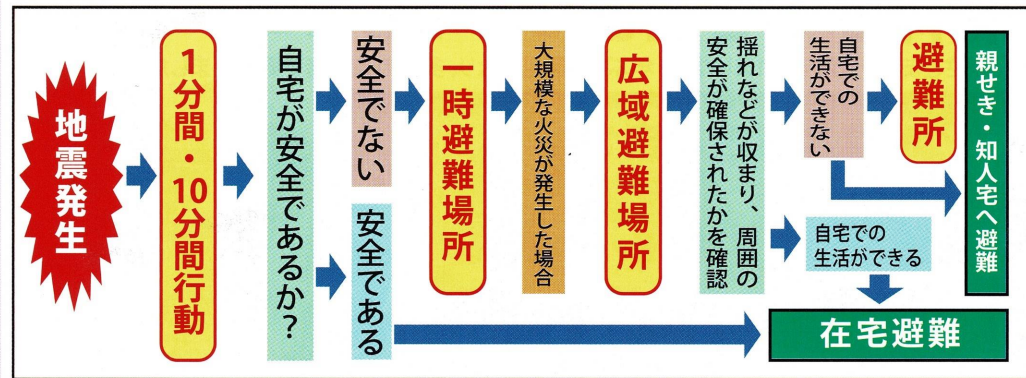 地震発生
1分間・10分間行動
自宅が安全であるか？
安全でない
安全である
一時避難場所
大規模な火災が発生した場合
広域避難場所
揺れなどが収まり、周囲の
安全が確保されたかを確認
自宅での
生活ができない
自宅での
生活ができる
避難所
親せき・知人宅へ避難
在宅避難